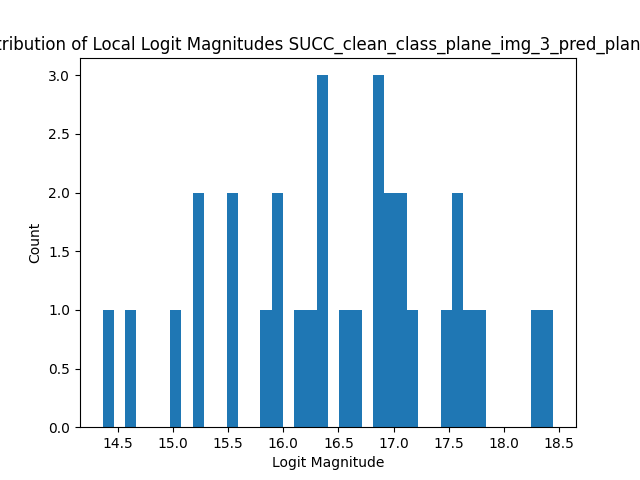 tribution of Local Logit Magnitudes SUCC_clean_class_plane_img_3_pred_plan
3.0
2.5
2.0
1.5
1.0
0.5
0.0
Count
14.5 15.0 15.5 16.0 16.5 17.0 17.5 18.0 18.5
Logit Magnitude